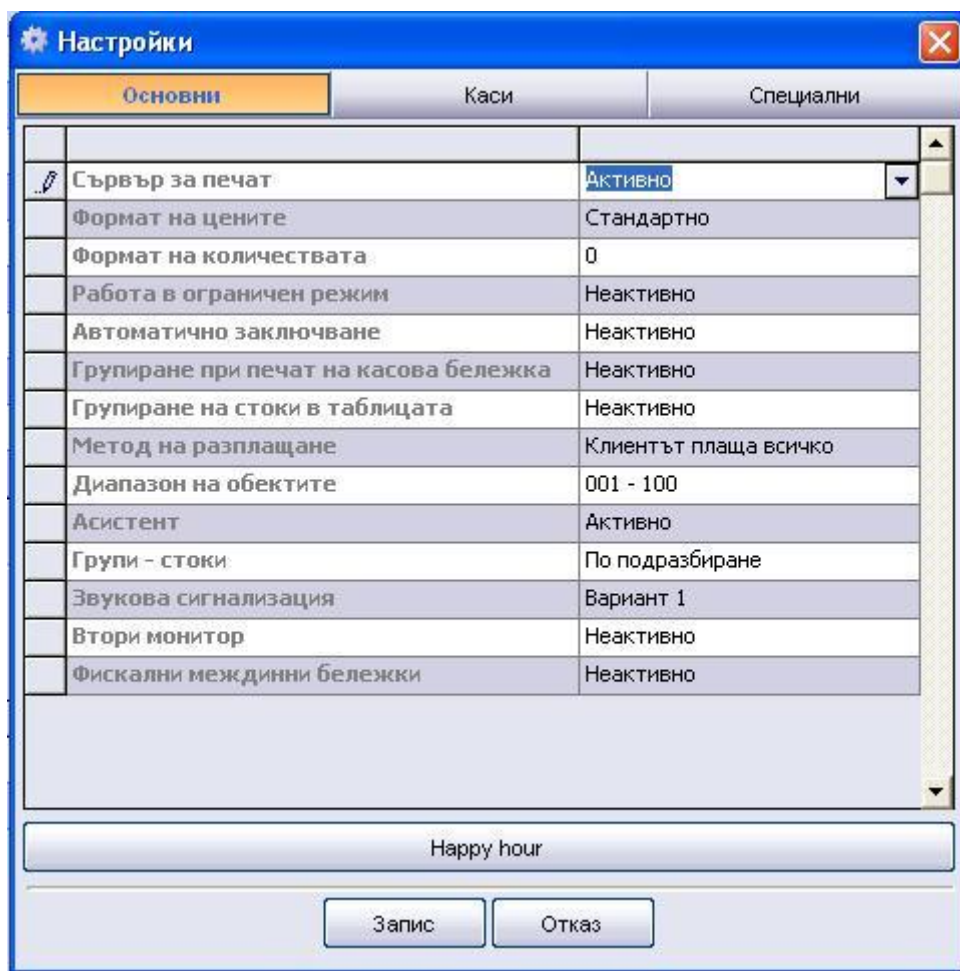 Настройки
Основни Каси Специални
Сървър за печат Активно
Формат на цените Стандартно
Формат на количествата 0
Работа в ограничен режим Неактивно
Автоматично заключване Неактивно
Групиране при печат на касова бележка Неактивно
Групиране на стоки в таблицата Неактивно
Метод на разплащане Клиентът плаща всичко
Диапазон на обектите 001 - 100
Асистент Активно
Групи - стоки По подразбиране
Звукова сигнализация Вариант 1
Втори монитор Неактивно
Фискални междинни бележки Неактивно
Happy hour
Запис Отказ